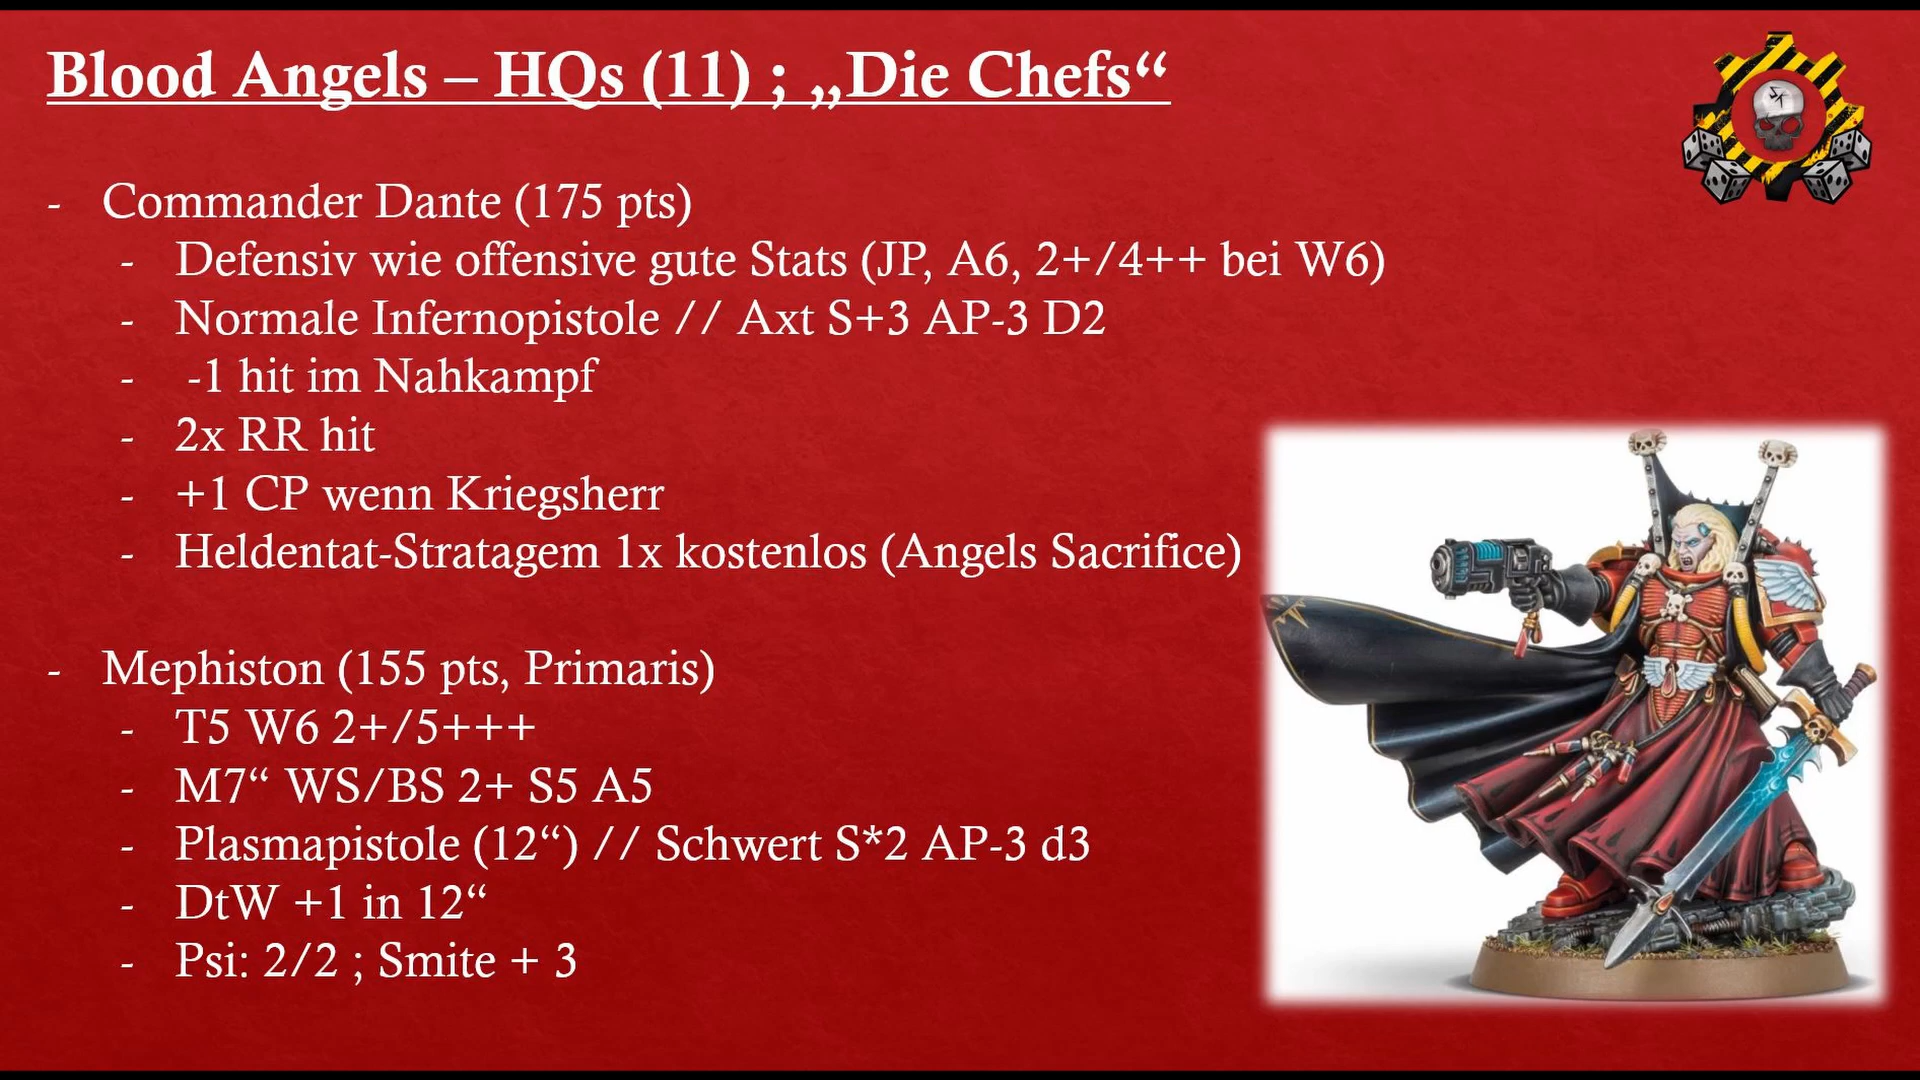 Blood Angels – HQs (11) ; „Die Chefs“
- Commander Dante (175 pts)
- Defensiv wie offensive gute Stats (JP, A6, 2+/4++ bei W6)
- Normale Infernopistole // Axt S+3 AP-3 D2
- -1 hit im Nahkampf
- 2x RR hit
- +1 CP wenn Kriegsherr
- Heldentat-Stratagem 1x kostenlos (Angels Sacrifice)
- Mephiston (155 pts, Primaris)
- T5 W6 2+/5+++
- M7“ WS/BS 2+ S5 A5
- Plasmapistole (12“) // Schwert S*2 AP-3 d3
- DtW +1 in 12“
- Psi: 2/2 ; Smite + 3